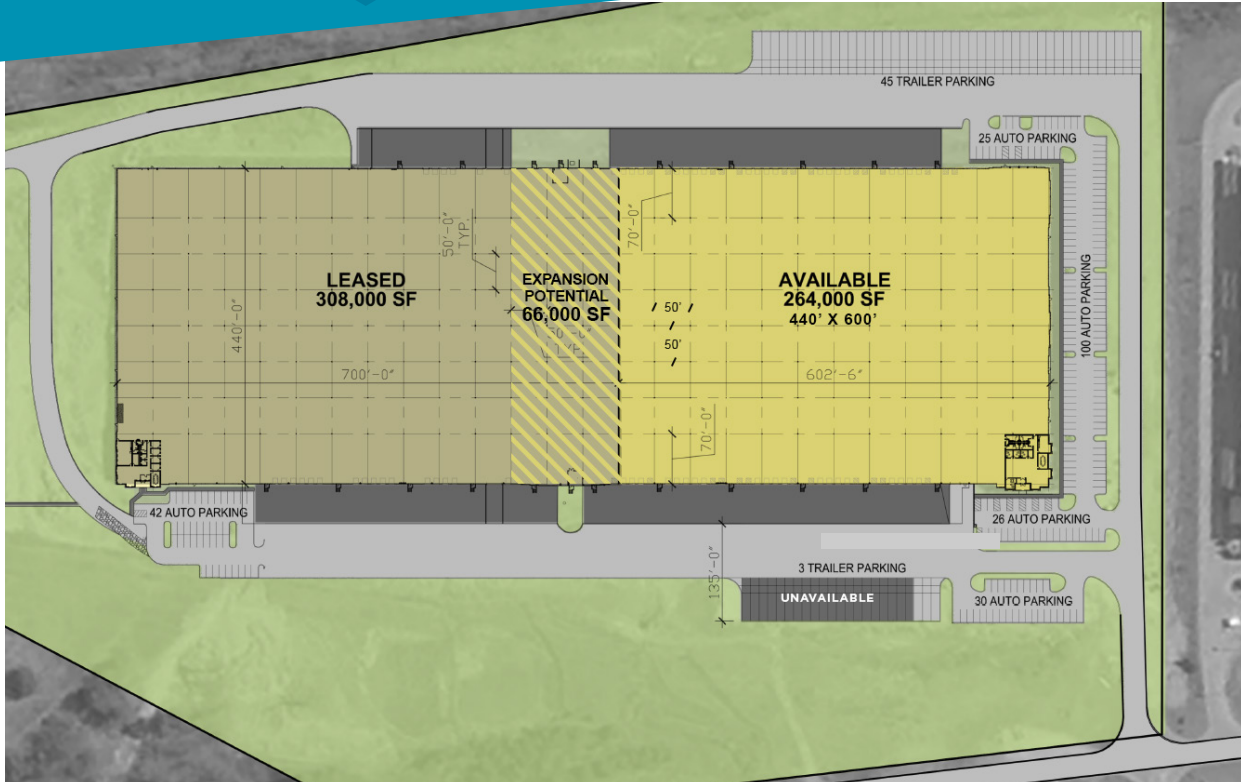 45 TRAILER PARKING
25 AUTO PARKING
100 AUTO PARKING
50'-0"
TYP.
70'-0"
LEASED
308,000 SF
EXPANSION
POTENTIAL
66,000 SF
AVAILABLE
264,000 SF
440' X 600'
50'
50'
440'-0"
700'-0"
602'-6"
70'-0"
42 AUTO PARKING
26 AUTO PARKING
135'-0"
3 TRAILER PARKING
UNAVAILABLE
30 AUTO PARKING